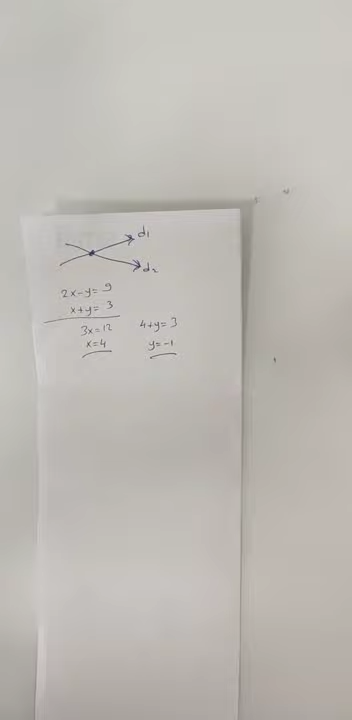 d1
d2
2x-y= 9
x+y= 3
3x=12
x=4
4+y= 3
y=-1